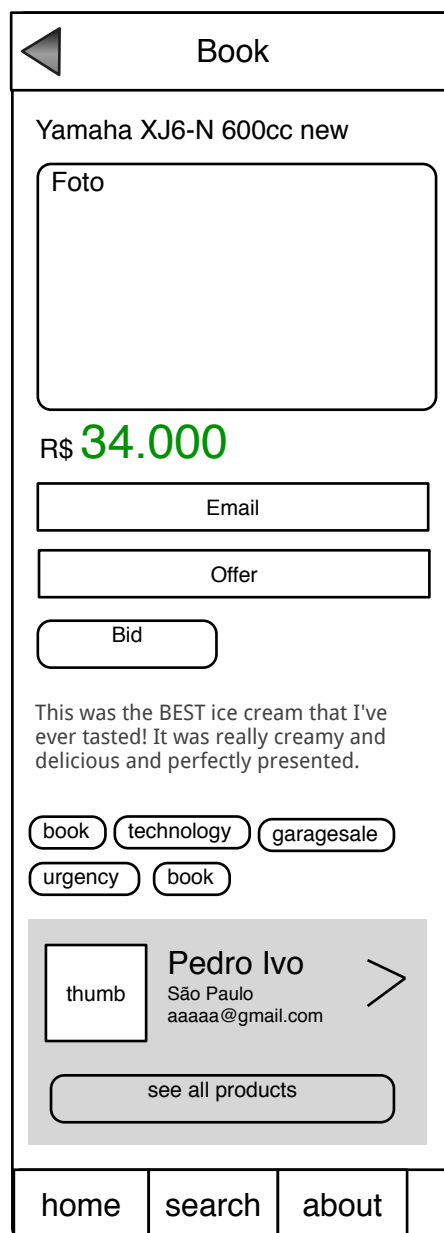 Book
Yamaha XJ6-N 600cc new
Foto
R$ 34.000
Email
Offer
Bid
This was the BEST ice cream that I've
ever tasted! It was really creamy and
delicious and perfectly presented.
book technology garagesale
urgency book
thumb
Pedro Ivo
São Paulo
aaaaa@gmail.com
see all products
home search about